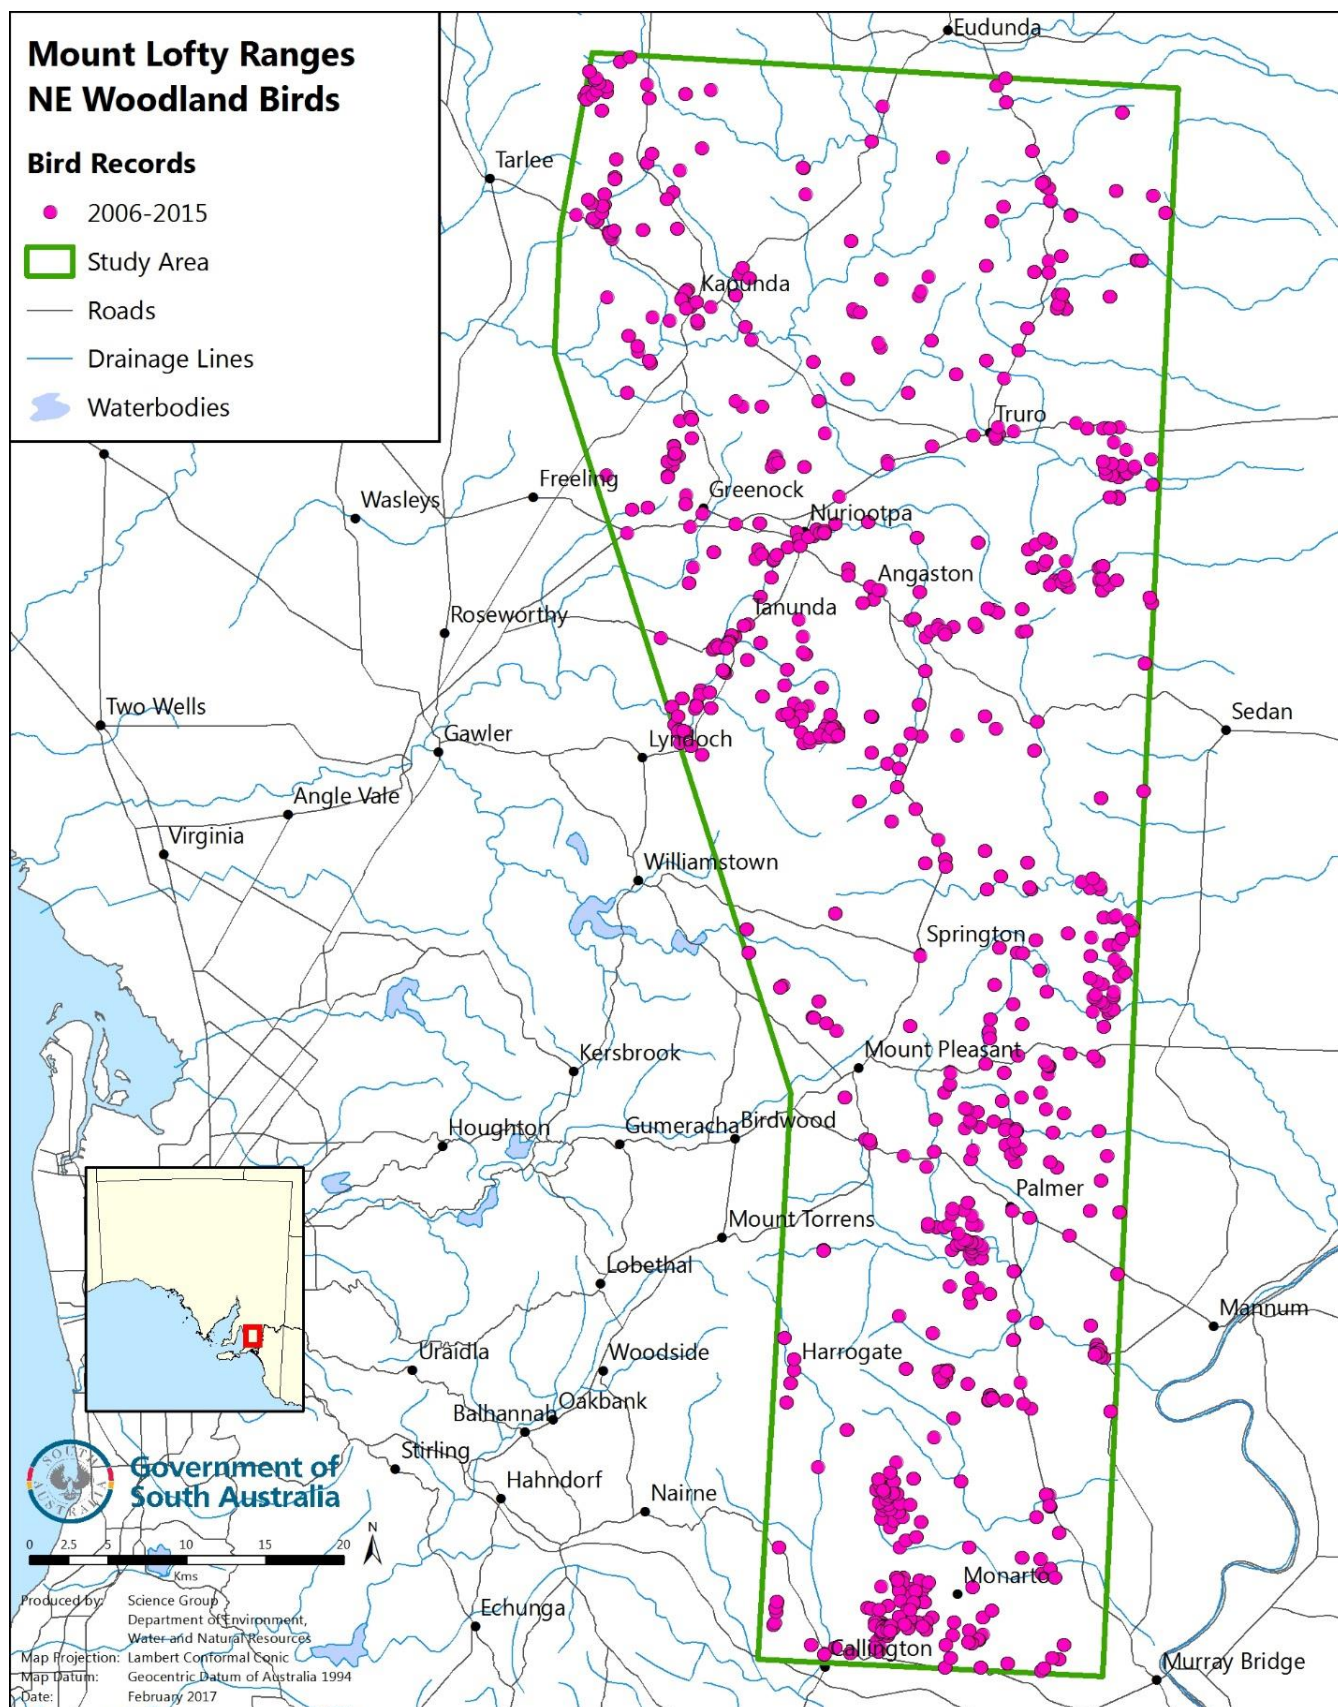 Mount Lofty Ranges
NE Woodland Birds
Bird Records
2006-2015
Study Area
Roads
Drainage Lines
Waterbodies
Eudunda
Tarlee
Kapunda
Truro
Freeling
Wasleys
Greenock
Nuriootpa
Angaston
Tanunda
Roseworthy
Two Wells
Sedan
Gawler
Lyndoch
Angle Vale
Virginia
Williamstown
Springton
Kersbrook
Mount Pleasant
Houghton
Gumeracha
Birdwood
Palmer
Mount Torrens
Lobethal
Mannum
Uraidla
Woodside
Harrogate
Balhannah
Oakbank
Stirling
Hahndorf
Nairne
Monarto
Echunga
Callington
Murray Bridge
SOUTH
AUSTRALIA
Government of
South Australia
N
0 2.5 5 10 15 20
Kms
Produced by: Science Group
Department of Environment,
Water and Natural Resources
Map Projection: Lambert Conformal Conic
Map Datum: Geocentric Datum of Australia 1994
Date: February 2017